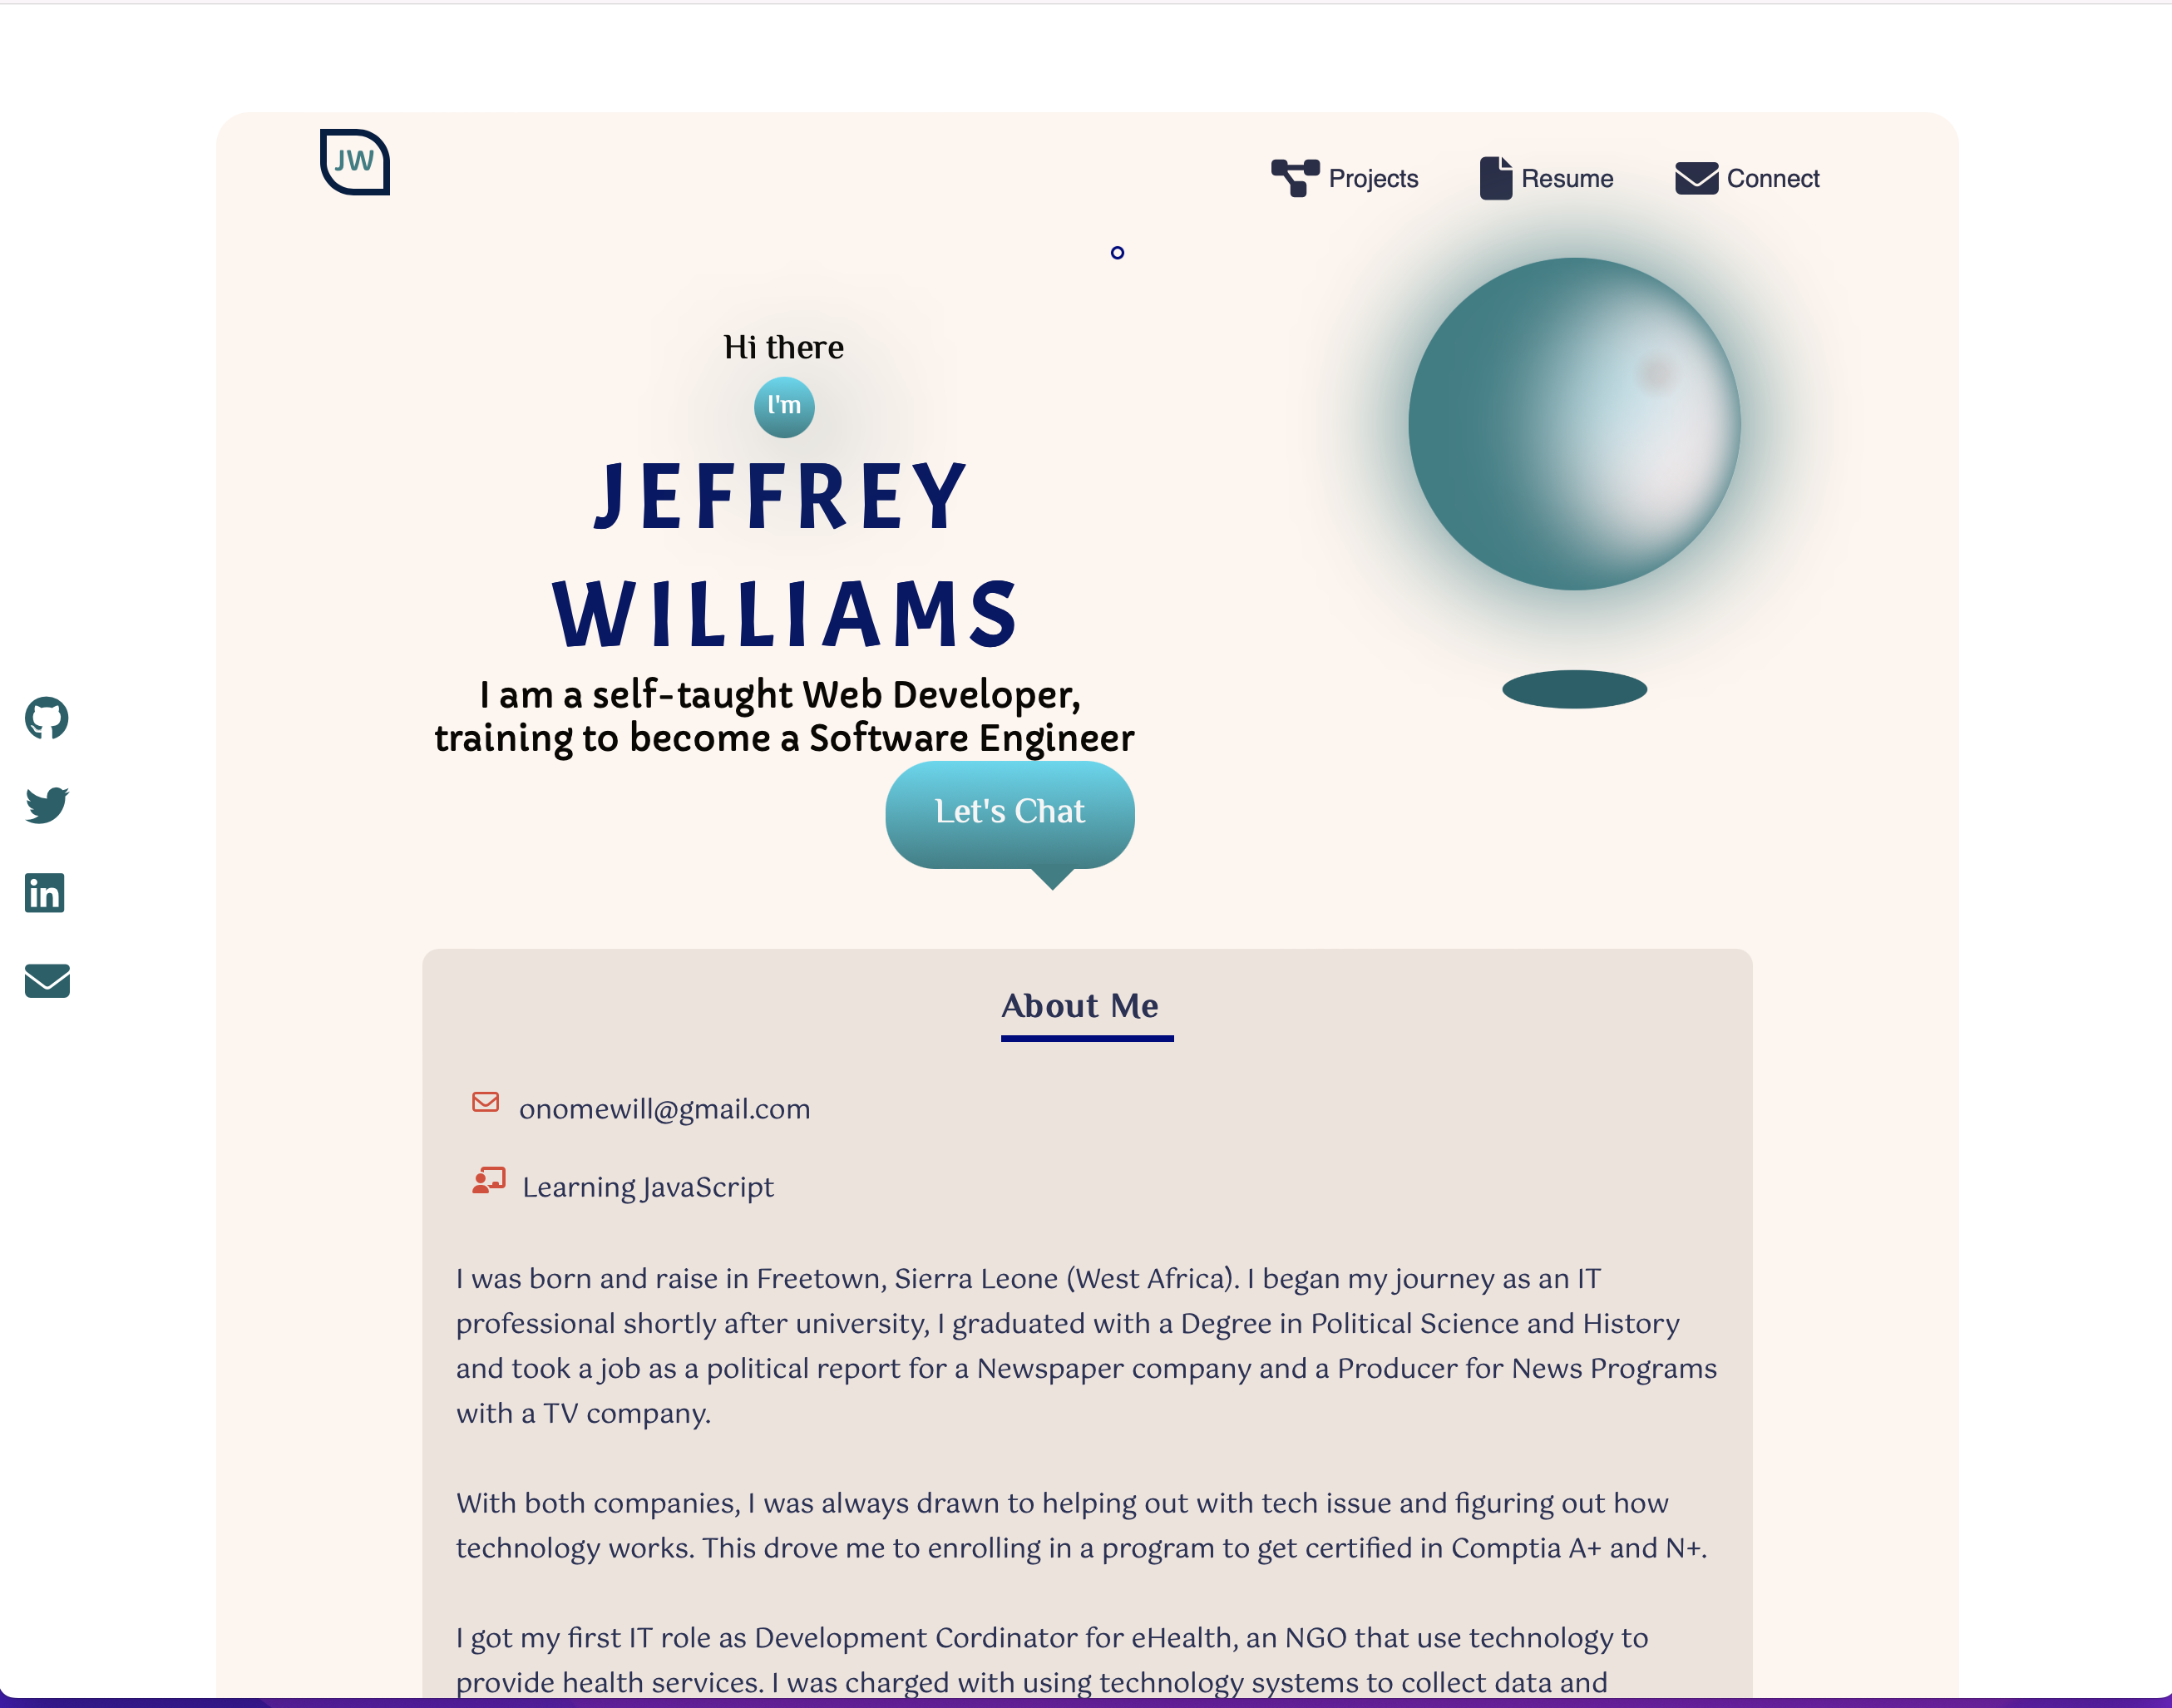 JW
Projects
Resume
Connect
Hi there
I'm
JEFFREY
WILLIAMS
I am a self-taught Web Developer,
training to become a Software Engineer
Let's Chat
About Me
onomewill@gmail.com
Learning JavaScript
I was born and raise in Freetown, Sierra Leone (West Africa). I began my journey as an IT
professional shortly after university, I graduated with a Degree in Political Science and History
and took a job as a political report for a Newspaper company and a Producer for News Programs
with a TV company.
With both companies, I was always drawn to helping out with tech issue and figuring out how
technology works. This drove me to enrolling in a program to get certified in Comptia A+ and N+.
I got my first IT role as Development Cordinator for eHealth, an NGO that use technology to
provide health services. I was charged with using technology systems to collect data and